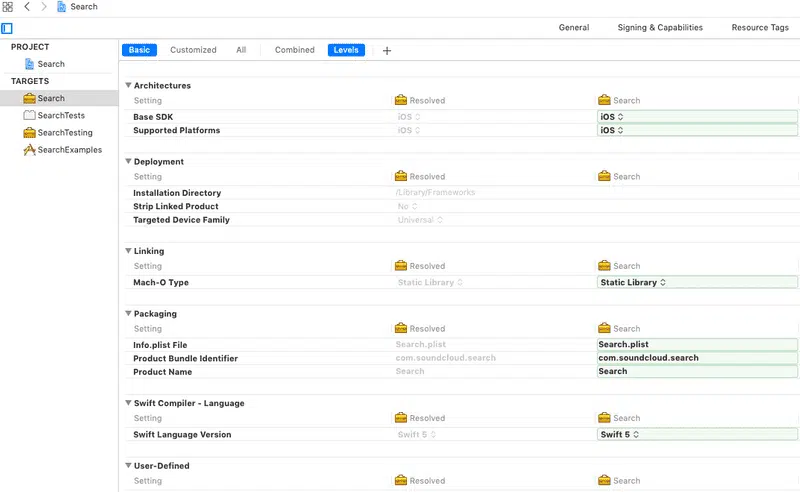 Search
General Signing & Capabilities Resource Tags
PROJECT
Search
TARGETS
Search
SearchTests
SearchTesting
SearchExamples
Basic Customized All Combined Levels +
Architectures
Setting Resolved Search
Base SDK iOS iOS
Supported Platforms iOS iOS
Deployment
Setting Resolved Search
Installation Directory /Library/Frameworks
Strip Linked Product No
Targeted Device Family Universal
Linking
Setting Resolved Search
Mach-O Type Static Library Static Library
Packaging
Setting Resolved Search
Info.plist File Search.plist Search.plist
Product Bundle Identifier com.soundcloud.search com.soundcloud.search
Product Name Search Search
Swift Compiler - Language
Setting Resolved Search
Swift Language Version Swift 5 Swift 5
User-Defined
Setting Resolved Search